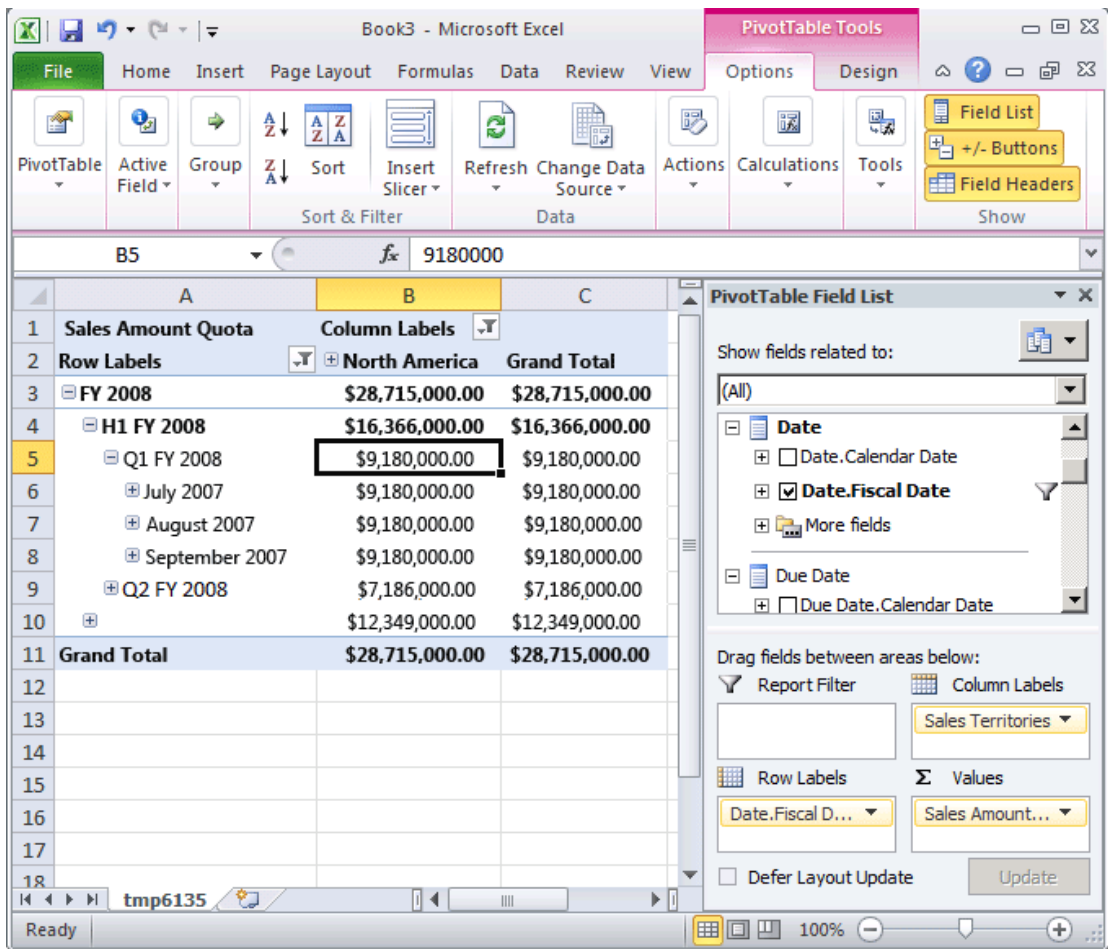 Book3 - Microsoft Excel PivotTable Tools
File Home Insert Page Layout Formulas Data Review View Options Design
PivotTable Active Field Group Sort Insert Slicer Refresh Change Data Source Actions Calculations Tools
Field List
+/- Buttons
Field Headers
Sort & Filter Data Show
B5 fx 9180000
A B C
1 Sales Amount Quota Column Labels
2 Row Labels North America Grand Total
3 FY 2008 $28,715,000.00 $28,715,000.00
4 H1 FY 2008 $16,366,000.00 $16,366,000.00
5 Q1 FY 2008 $9,180,000.00 $9,180,000.00
6 July 2007 $9,180,000.00 $9,180,000.00
7 August 2007 $9,180,000.00 $9,180,000.00
8 September 2007 $9,180,000.00 $9,180,000.00
9 Q2 FY 2008 $7,186,000.00 $7,186,000.00
10 $12,349,000.00 $12,349,000.00
11 Grand Total $28,715,000.00 $28,715,000.00
12
13
14
15
16
17
18
PivotTable Field List
Show fields related to:
(All)
Date
Date.Calendar Date
Date.Fiscal Date
More fields
Due Date
Due Date.Calendar Date
Drag fields between areas below:
Report Filter Column Labels
Sales Territories
Row Labels Σ Values
Date.Fiscal D... Sales Amount...
Defer Layout Update Update
tmp6135
Ready 100%